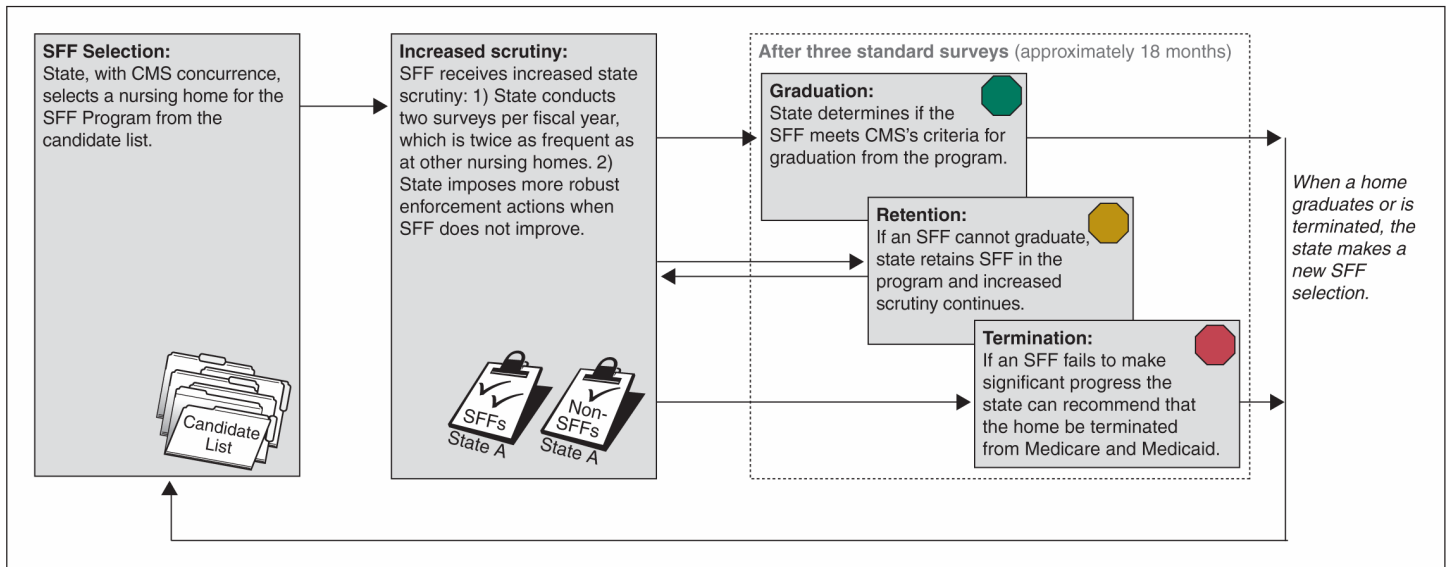 SFF Selection:
State, with CMS concurrence,
selects a nursing home for the
SFF Program from the
candidate list.
Candidate
List
Increased scrutiny:
SFF receives increased state
scrutiny: 1) State conducts
two surveys per fiscal year,
which is twice as frequent as
at other nursing homes. 2)
State imposes more robust
enforcement actions when
SFF does not improve.
SFFs
State A
Non-
SFFs
State A
After three standard surveys (approximately 18 months)
Graduation:
State determines if the
SFF meets CMS's criteria for
graduation from the program.
Retention:
If an SFF cannot graduate,
state retains SFF in the
program and increased
scrutiny continues.
Termination:
If an SFF fails to make
significant progress the
state can recommend that
the home be terminated
from Medicare and Medicaid.
When a home
graduates or is
terminated, the
state makes a
new SFF
selection.